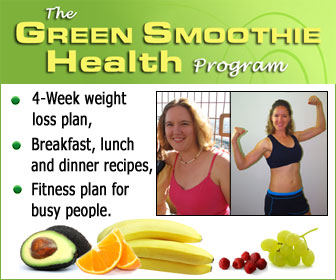 The
GREEN SMOOTHIE
Health Program
4-Week weight
loss plan,
Breakfast, lunch
and dinner recipes,
Fitness plan for
busy people.